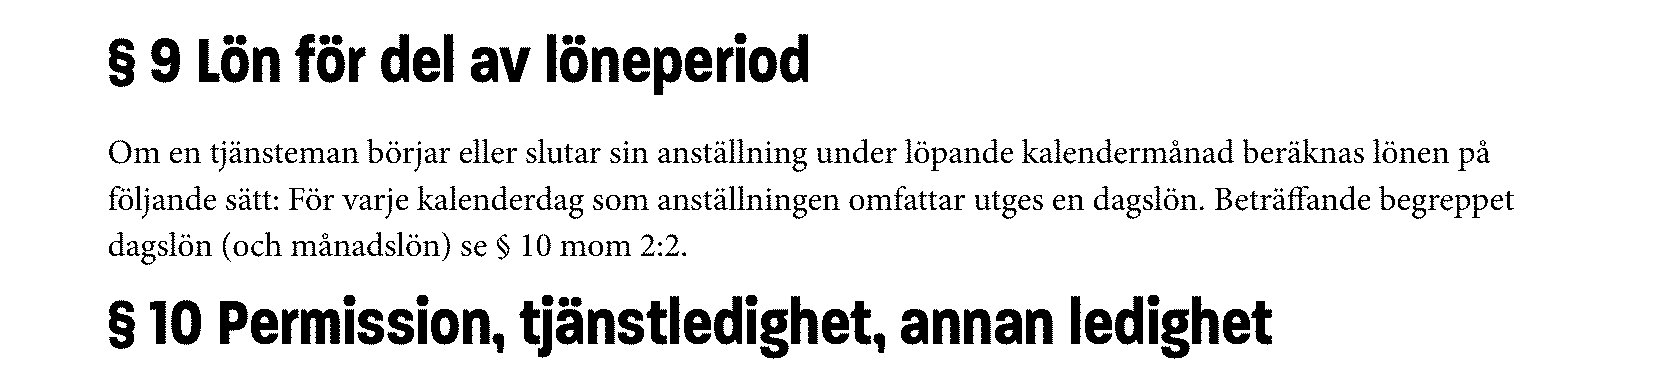 § 9 Lön för del av löneperiod
Om en tjänsteman börjar eller slutar sin anställning under löpande kalendermånad beräknas lönen på
följande sätt: För varje kalenderdag som anställningen omfattar utges en dagslön. Beträffande begreppet
dagslön (och månadslön) se § 10 mom 2:2.
§ 10 Permission, tjänstledighet, annan ledighet